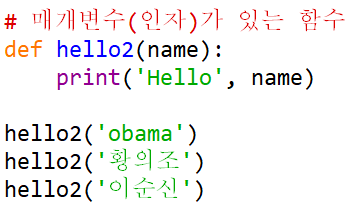 # 매개변수(인자)가 있는 함수
def hello2(name):
    print('Hello', name)

hello2('obama')
hello2('황의조')
hello2('이순신')